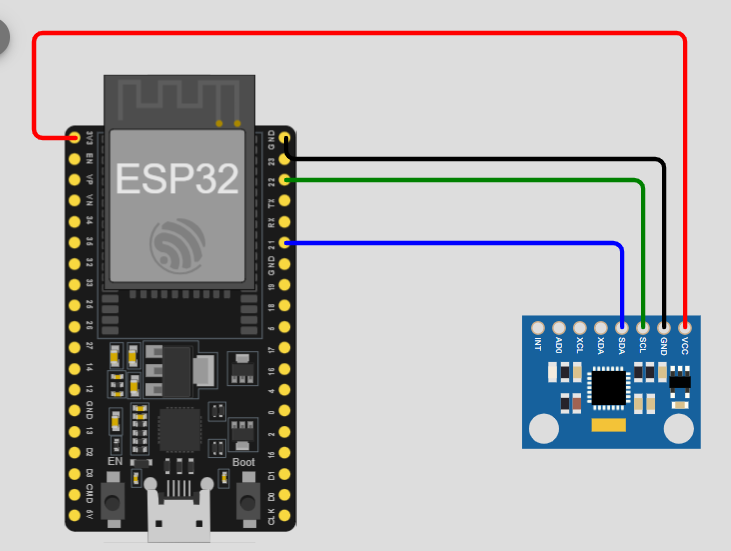 ESP32
3V3
EN
VP
VN
34
35
32
33
25
26
27
14
12
GND
13
D2
D3
CMD
5V
GND
23
22
TX
RX
21
GND
19
18
5
17
16
4
0
2
15
D1
D0
CLK
EN
Boot
INT
AD0
XCL
XDA
SDA
SCL
GND
VCC